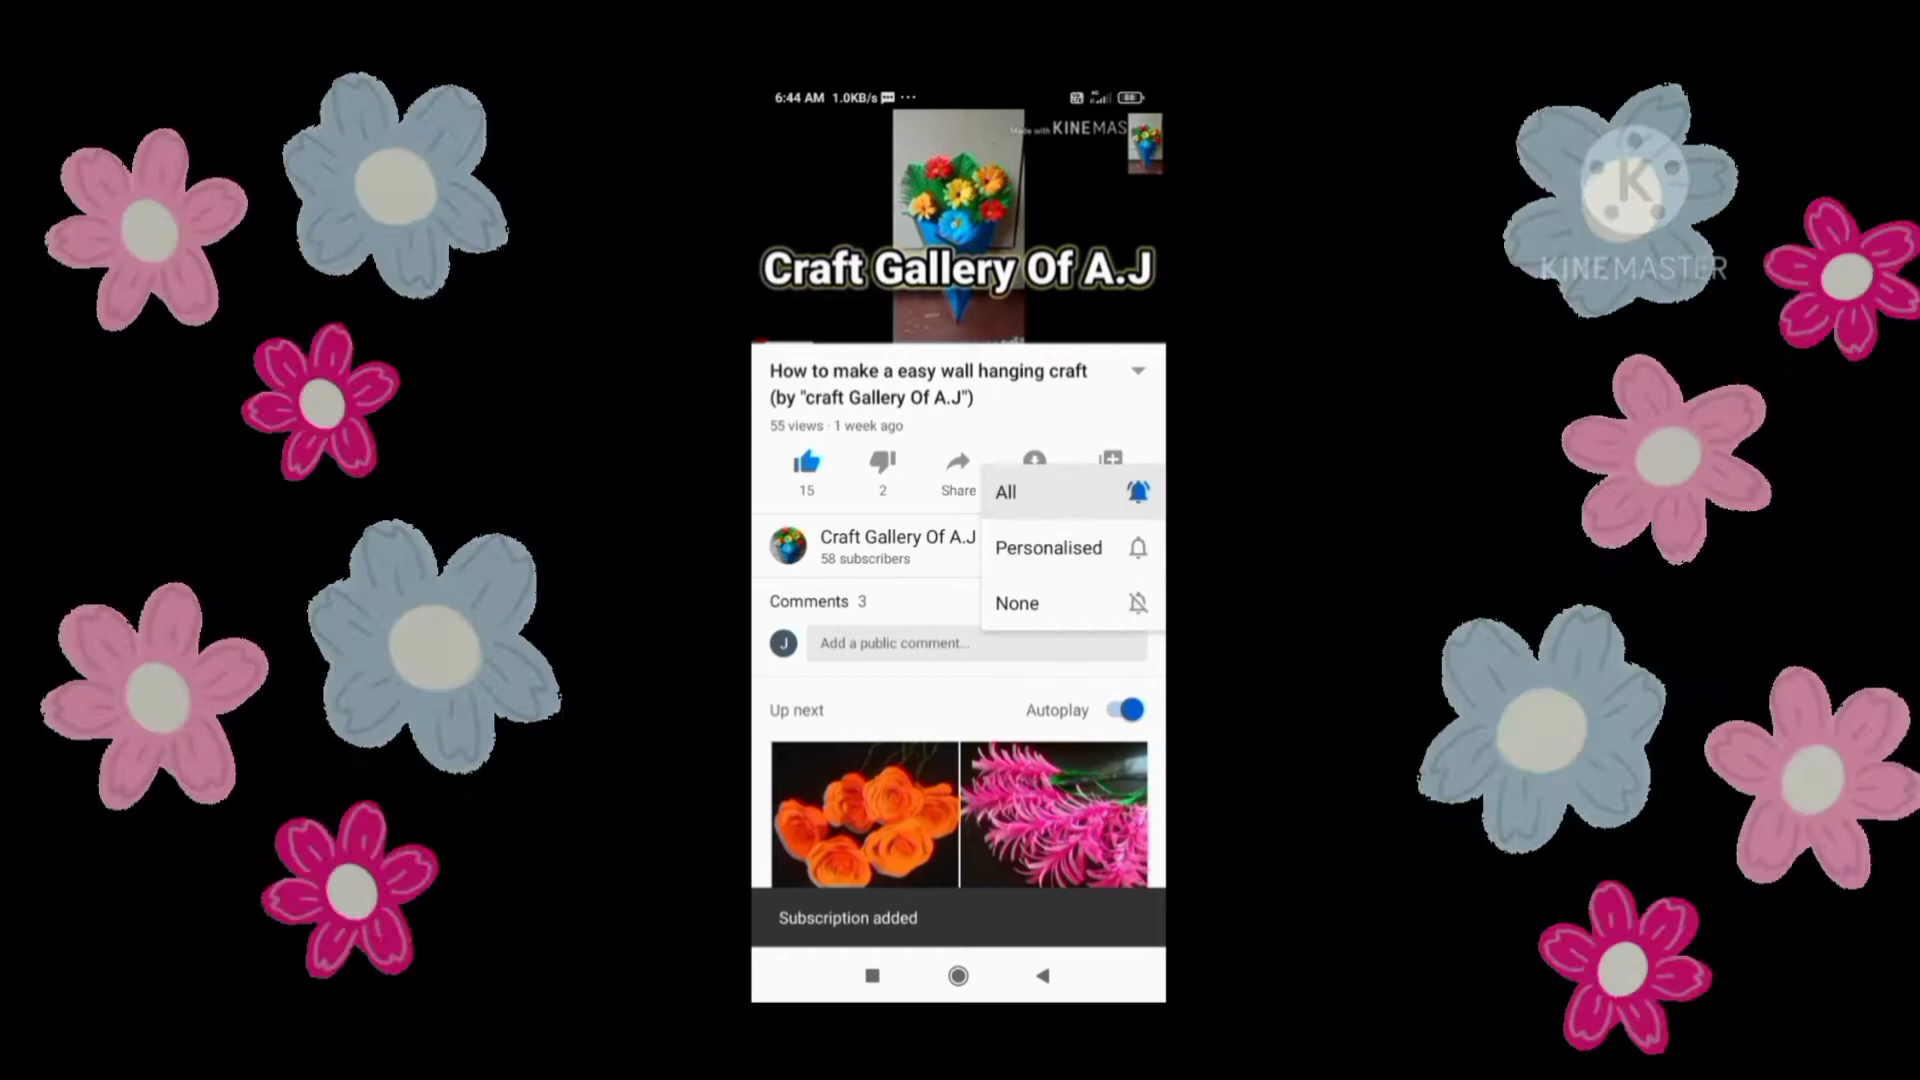 6:44 AM 1.0KB/s
Made with KINEMAS
Craft Gallery Of A.J
K
KINEMASTER
How to make a easy wall hanging craft
(by "craft Gallery Of A.J")
55 views · 1 week ago
15
2
Share
All
Personalised
None
Craft Gallery Of A.J
58 subscribers
Comments 3
J
Add a public comment...
Up next
Autoplay
Subscription added